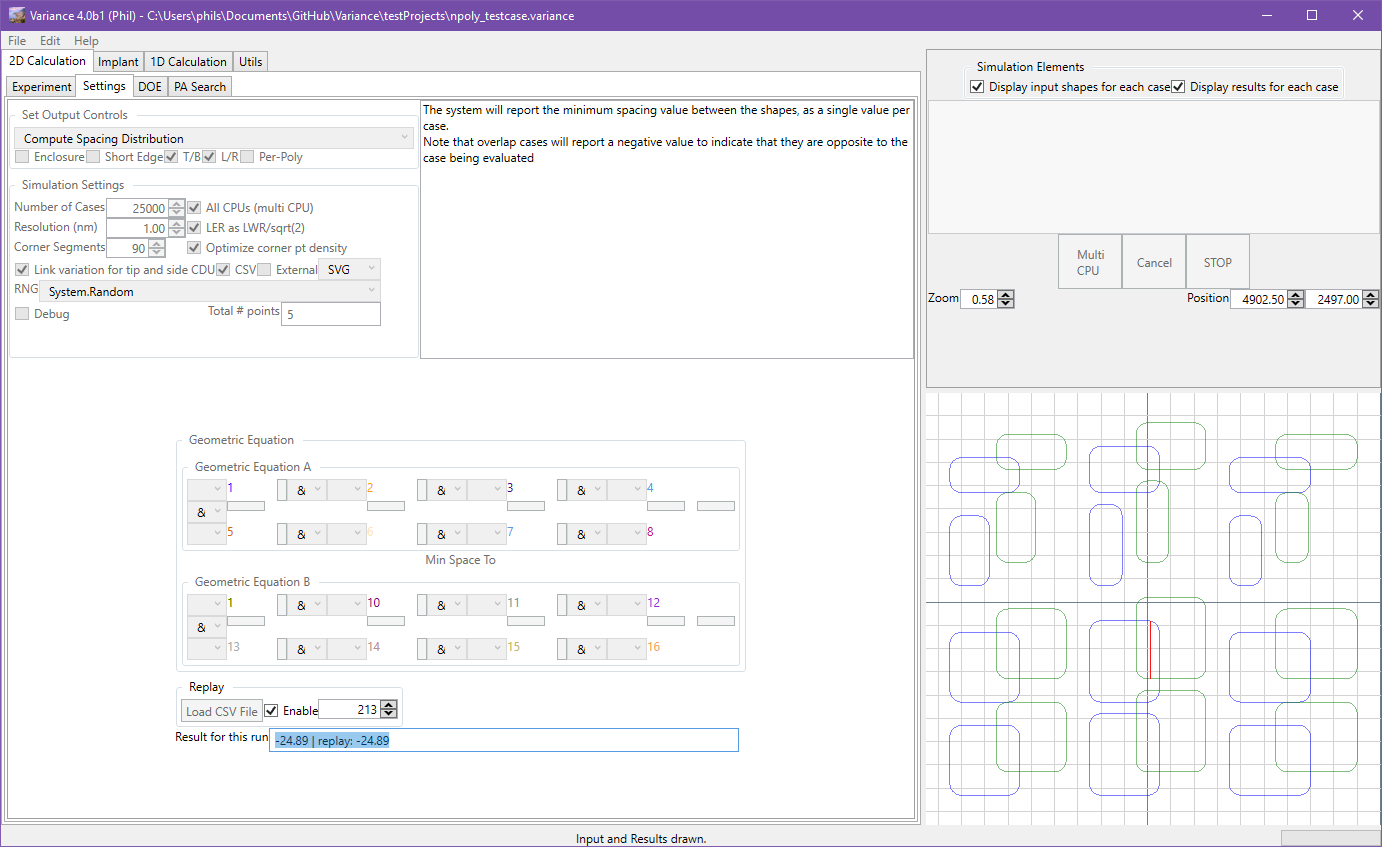 Variance 4.0b1 (Phil) - C:\Users\phils\Documents\GitHub\Variance\testProjects\npoly_testcase.variance
File Edit Help
2D Calculation Implant 1D Calculation Utils
Experiment Settings DOE PA Search
Set Output Controls
Compute Spacing Distribution
Enclosure Short Edge T/B L/R Per-Poly
Simulation Settings
Number of Cases 25000 All CPUs (multi CPU)
Resolution (nm) 1.00 LER as LWR/sqrt(2)
Corner Segments 90 Optimize corner pt density
Link variation for tip and side CDU CSV External SVG
RNG System.Random
Debug Total # points 5
The system will report the minimum spacing value between the shapes, as a single value per
case.
Note that overlap cases will report a negative value to indicate that they are opposite to the
case being evaluated
Geometric Equation
Geometric Equation A
1 & 2 & 3 & 4
&
5 & 6 & 7 & 8
Min Space To
Geometric Equation B
1 & 10 & 11 & 12
&
13 & 14 & 15 & 16
Replay
Load CSV File Enable 213
Result for this run -24.89 | replay: -24.89
Simulation Elements
Display input shapes for each case Display results for each case
Multi
CPU
Cancel
STOP
Zoom 0.58 Position 4902.50 2497.00
Input and Results drawn.